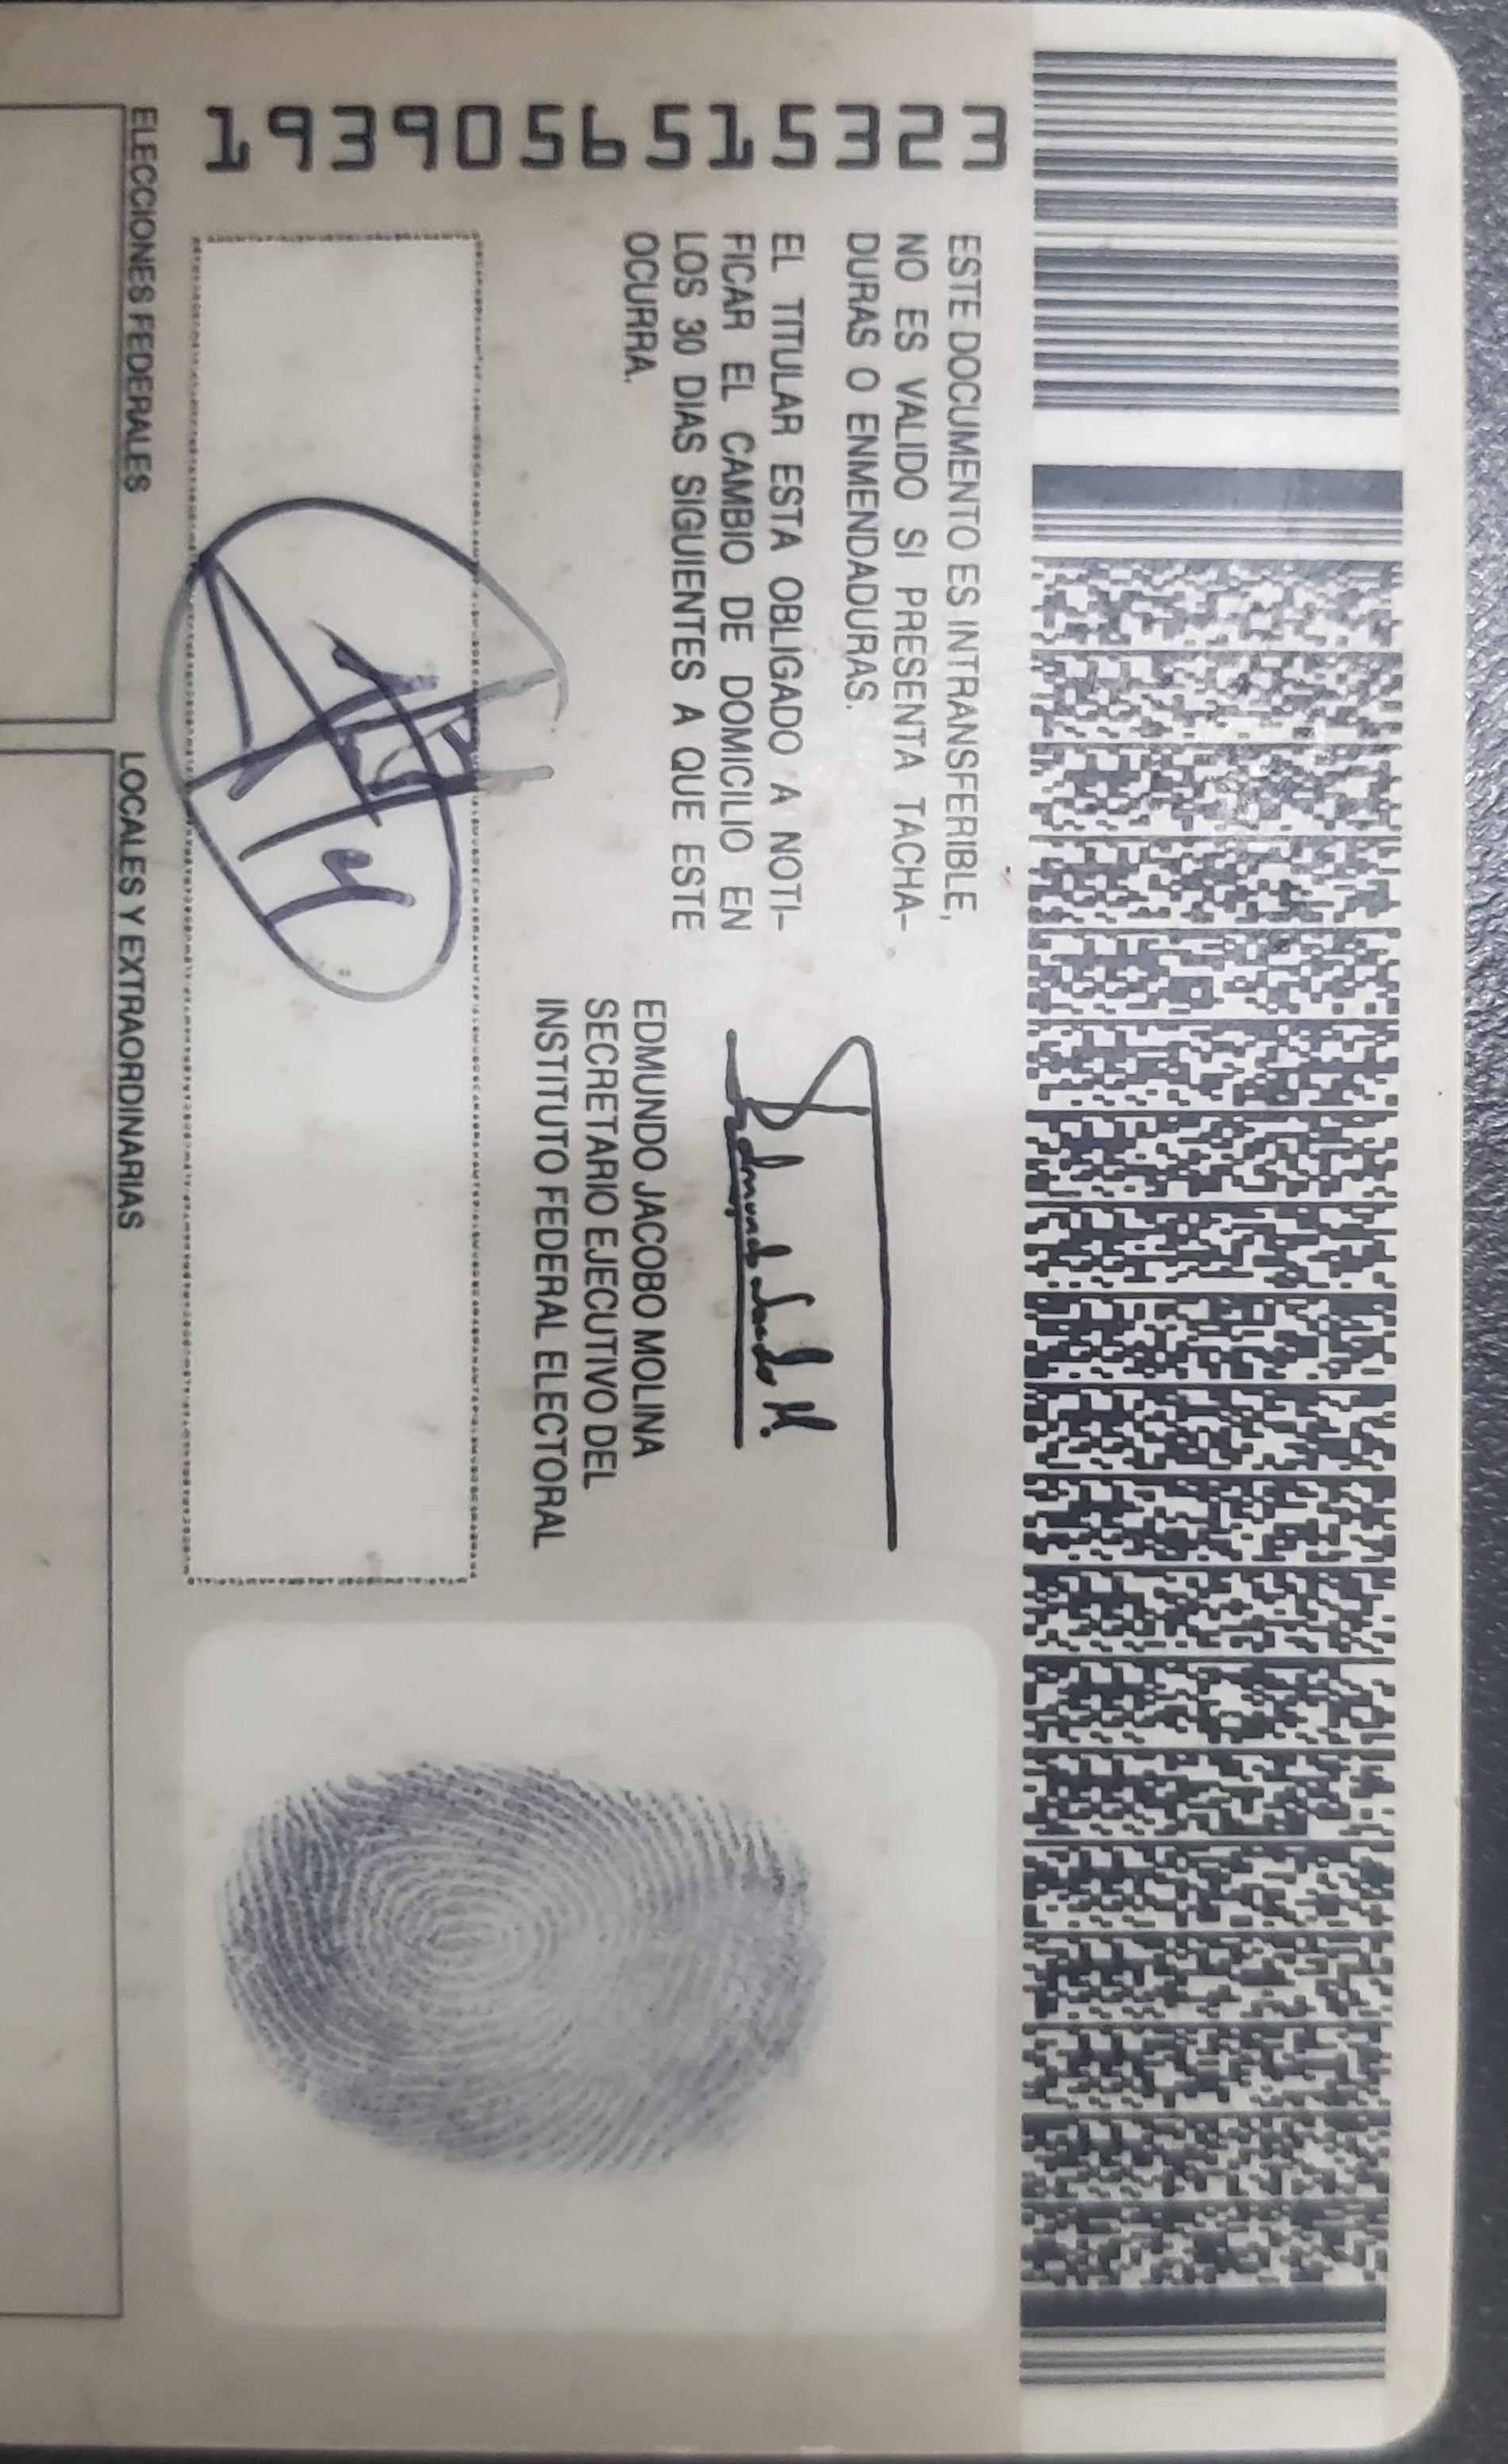 1939056515323
ESTE DOCUMENTO ES INTRANSFERIBLE,
NO ES VALIDO SI PRESENTA TACHA-
DURAS O ENMENDADURAS.
EL TITULAR ESTA OBLIGADO A NOTI-
FICAR EL CAMBIO DE DOMICILIO EN
LOS 30 DIAS SIGUIENTES A QUE ESTE
OCURRA.
Edmundo Jacobo M.
EDMUNDO JACOBO MOLINA
SECRETARIO EJECUTIVO DEL
INSTITUTO FEDERAL ELECTORAL
ELECCIONES FEDERALES
LOCALES Y EXTRAORDINARIAS